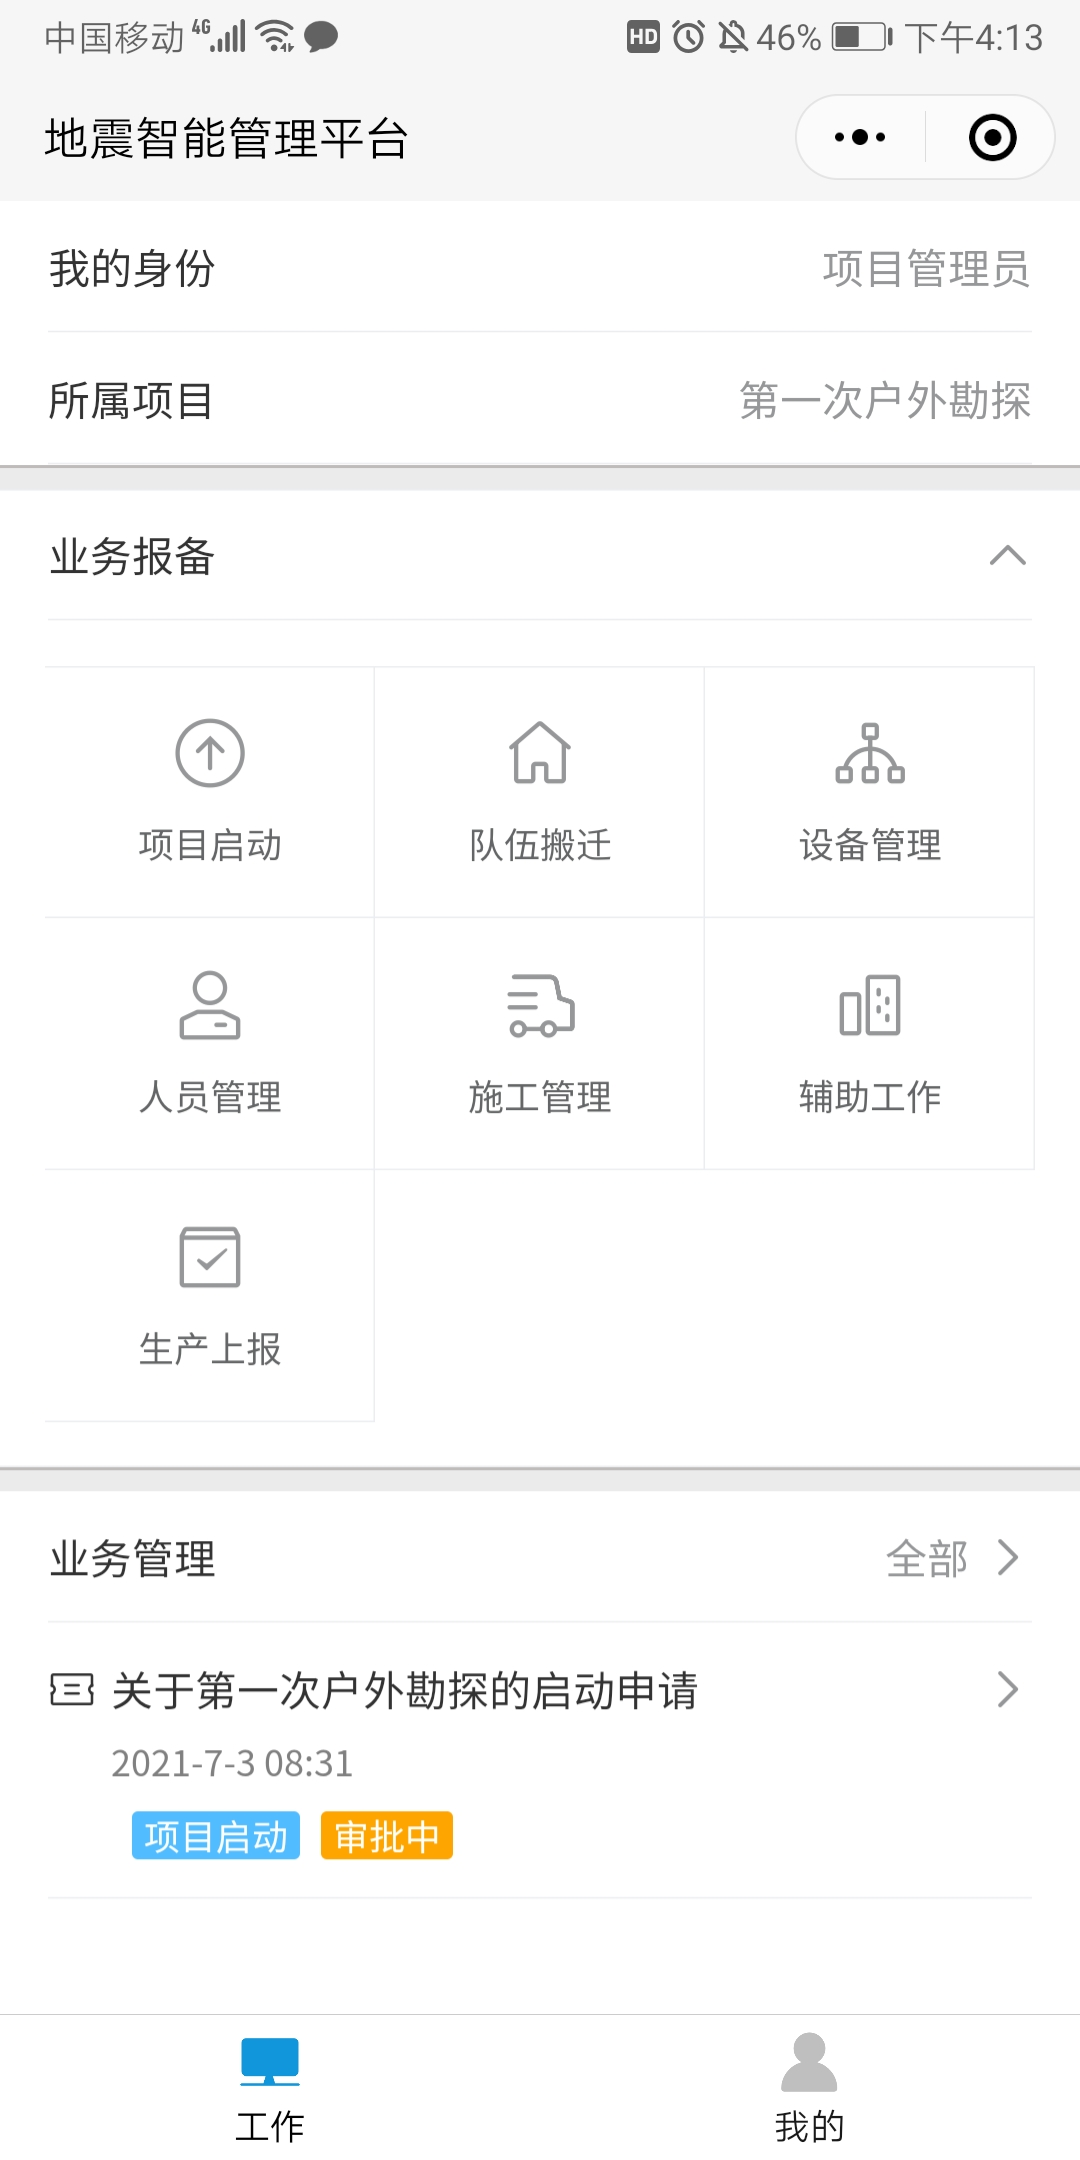 中国移动 4G HD 46% 下午4:13
地震智能管理平台
我的身份 项目管理员
所属项目 第一次户外勘探
业务报备
项目启动 队伍搬迁 设备管理
人员管理 施工管理 辅助工作
生产上报
业务管理 全部
关于第一次户外勘探的启动申请
2021-7-3 08:31
项目启动 审批中
工作 我的